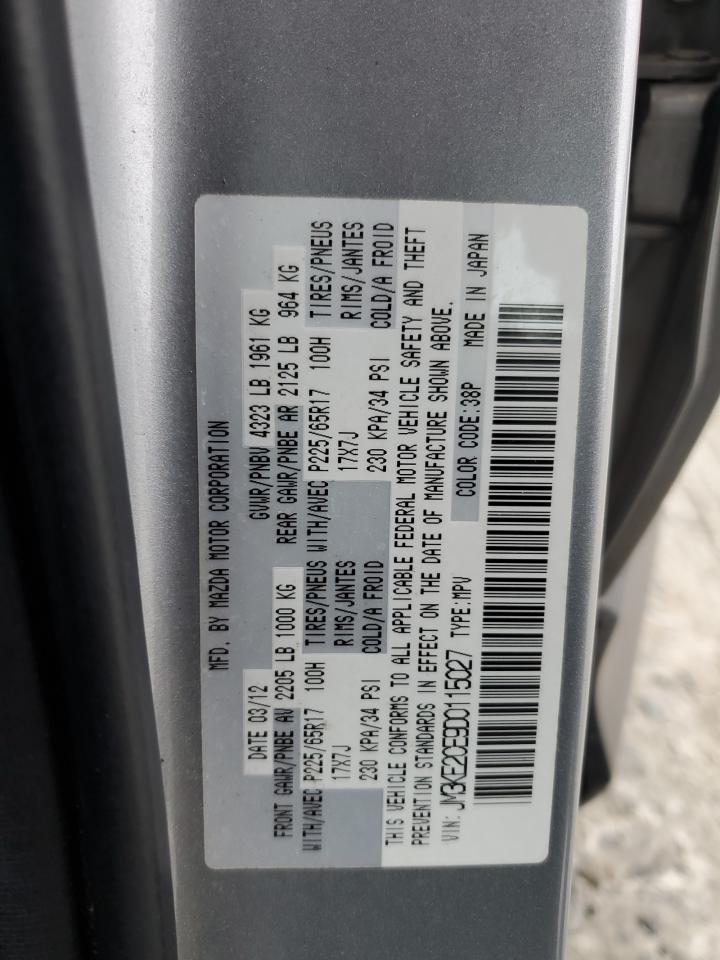 MFD. BY MAZDA MOTOR CORPORATION
DATE 03/12 GVWR/PNBV 4323 LB 1961 KG
FRONT GAWR/PNBE AV 2205 LB 1000 KG REAR GAWR/PNBE AR 2125 LB 964 KG
WITH/AVEC P225/65R17 100H TIRES/PNEUS WITH/AVEC P225/65R17 100H TIRES/PNEUS
17X7J RIMS/JANTES 17X7J RIMS/JANTES
230 KPA/34 PSI COLD/A FROID 230 KPA/34 PSI COLD/A FROID
THIS VEHICLE CONFORMS TO ALL APPLICABLE FEDERAL MOTOR VEHICLE SAFETY AND THEFT
PREVENTION STANDARDS IN EFFECT ON THE DATE OF MANUFACTURE SHOWN ABOVE.
VIN: JM3KE2CE9D0115027 TYPE:MPV COLOR CODE:38P MADE IN JAPAN